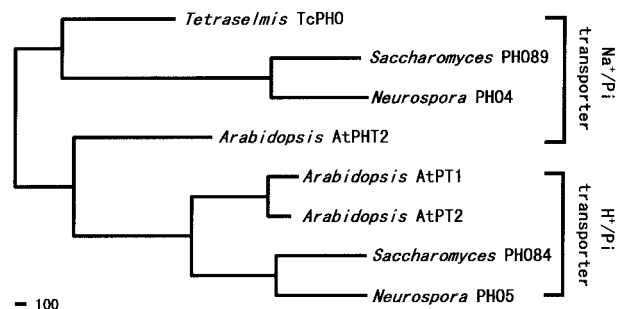 Tetraselmis TcPHO
Saccharomyces PHO89
Neurospora PHO4
Arabidopsis AtPHT2
Na⁺/Pi
transporter
Arabidopsis AtPT1
Arabidopsis AtPT2
Saccharomyces PHO84
Neurospora PHO5
H⁺/Pi
transporter
100